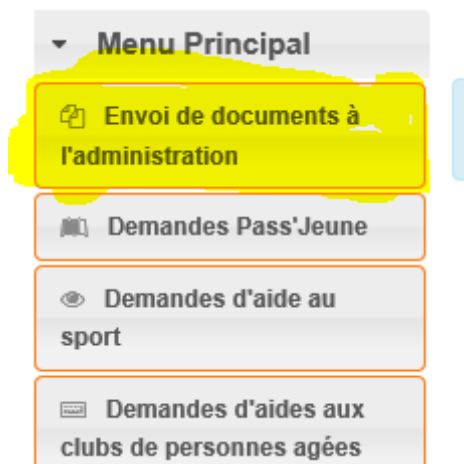 Menu Principal
Envoi de documents à
l'administration
Demandes Pass'Jeune
Demandes d'aide au
sport
Demandes d'aides aux
clubs de personnes agées